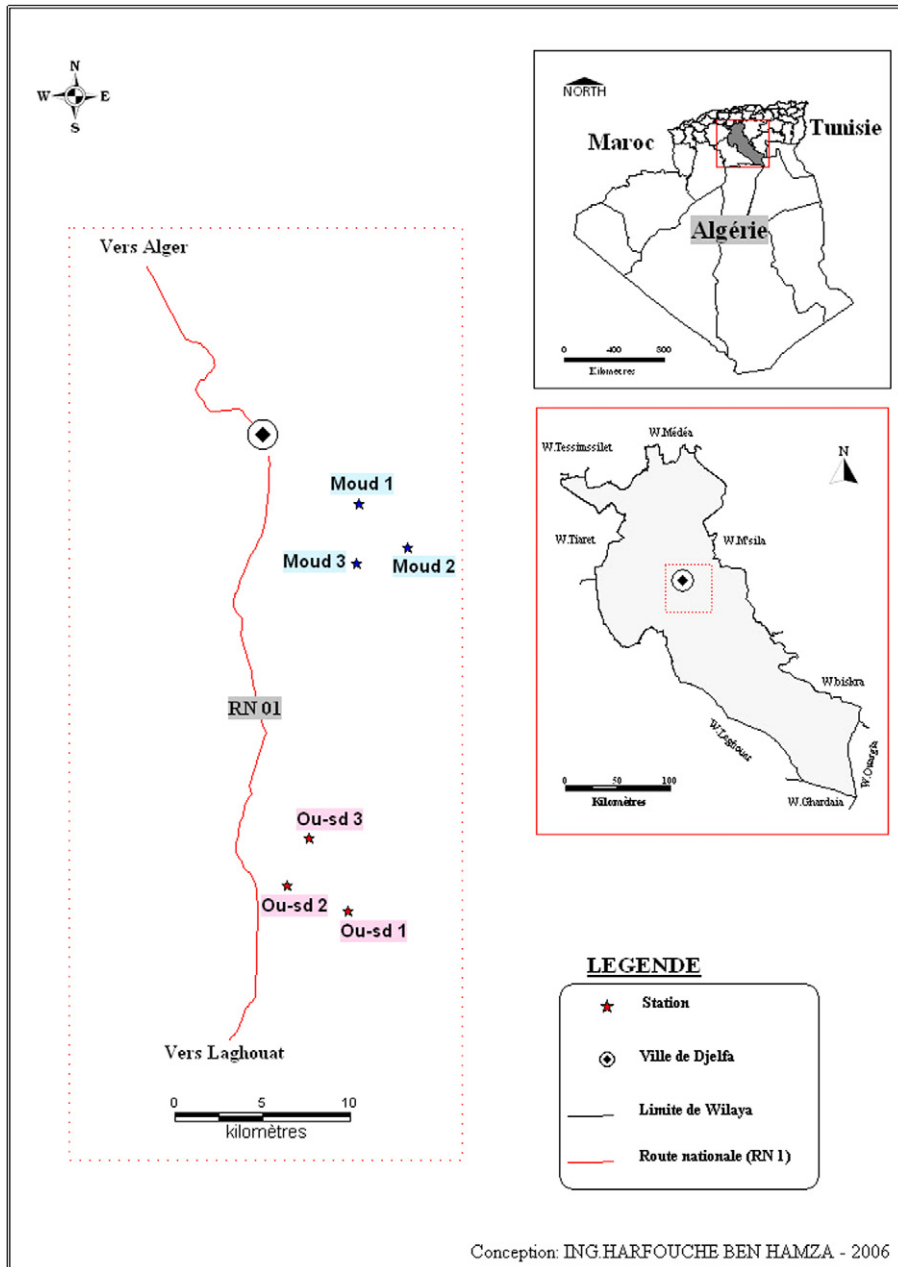 N
W
E
S
Vers Alger
Moud 1
Moud 3
Moud 2
RN 01
Ou-sd 3
Ou-sd 2
Ou-sd 1
Vers Laghouat
0 5 10
kilomètres
NORTH
Maroc
Tunisie
Algérie
0 400 800
Kilomètres
W.Médéa
W.Tessimssilet
N
W.Tiaret
W.M'sila
W.biskra
W.Laghouet
W.Ouargla
W.Ghardaia
0 50 100
Kilomètres
LEGENDE
Station
Ville de Djelfa
Limite de Wilaya
Route nationale (RN 1)
Conception: ING.HARFOUCHE BEN HAMZA - 2006